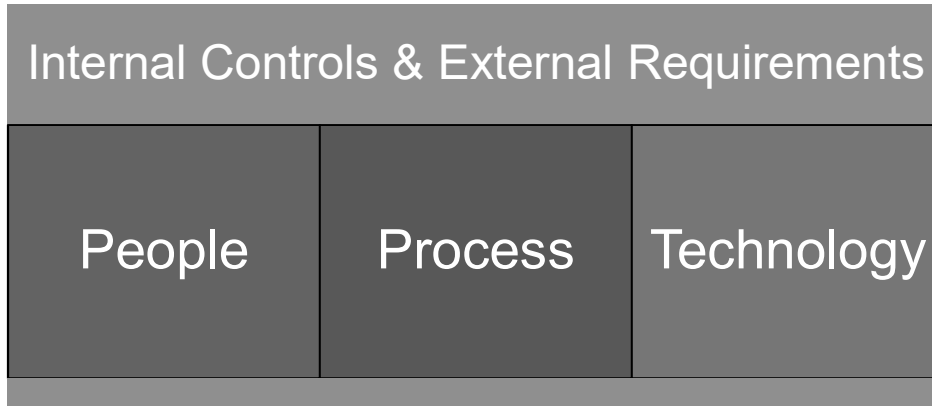 Internal Controls & External Requirements
People
Process
Technology